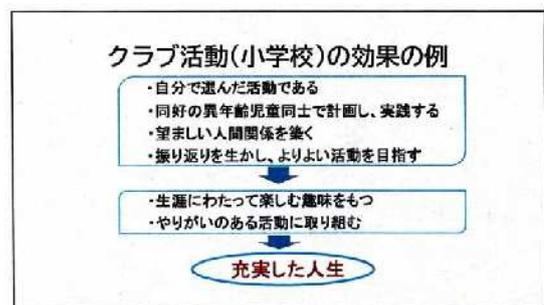 クラブ活動(小学校)の効果の例
・自分で選んだ活動である
・同好の異年齢児童同士で計画し、実践する
・望ましい人間関係を築く
・振り返りを生かし、よりよい活動を目指す
・生涯にわたって楽しむ趣味をもつ
・やりがいのある活動に取り組む
充実した人生